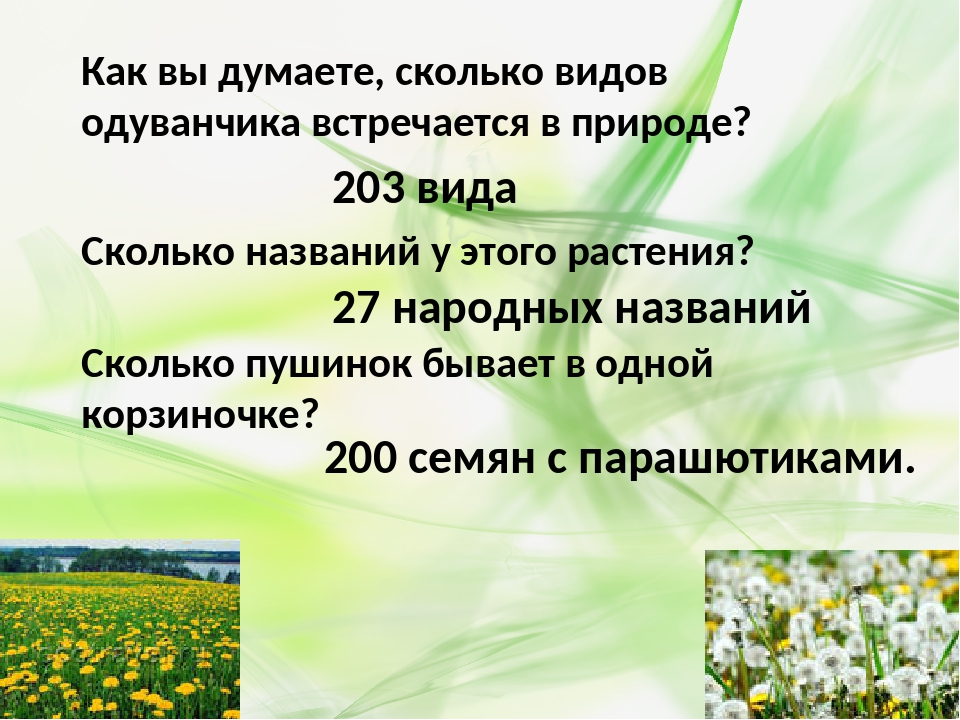 Как вы думаете, сколько видов
одуванчика встречается в природе?
203 вида
Сколько названий у этого растения?
27 народных названий
Сколько пушинок бывает в одной
корзиночке?
200 семян с парашютиками.